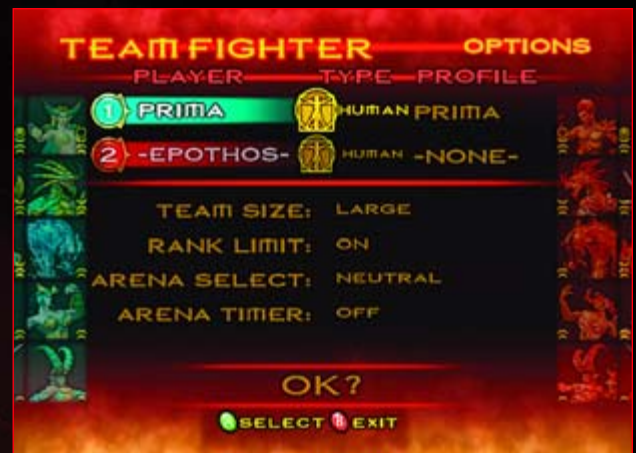 TEAM FIGHTER OPTIONS
PLAYER TYPE PROFILE
1 PRIMA HUMAN PRIMA
2 -EPOTHOS- HUMAN -NONE-
TEAM SIZE: LARGE
RANK LIMIT: ON
ARENA SELECT: NEUTRAL
ARENA TIMER: OFF
OK?
SELECT B EXIT